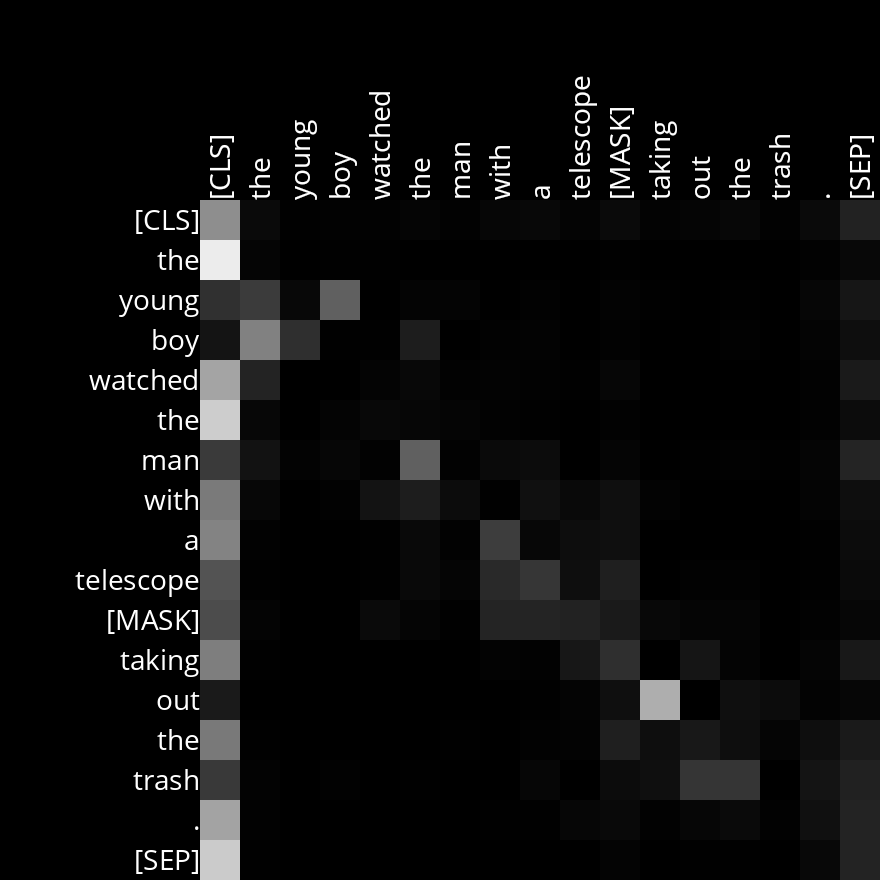 [CLS] the young boy watched the man with a telescope [MASK] taking out the trash . [SEP]
[CLS]
the
young
boy
watched
the
man
with
a
telescope
[MASK]
taking
out
the
trash
.
[SEP]